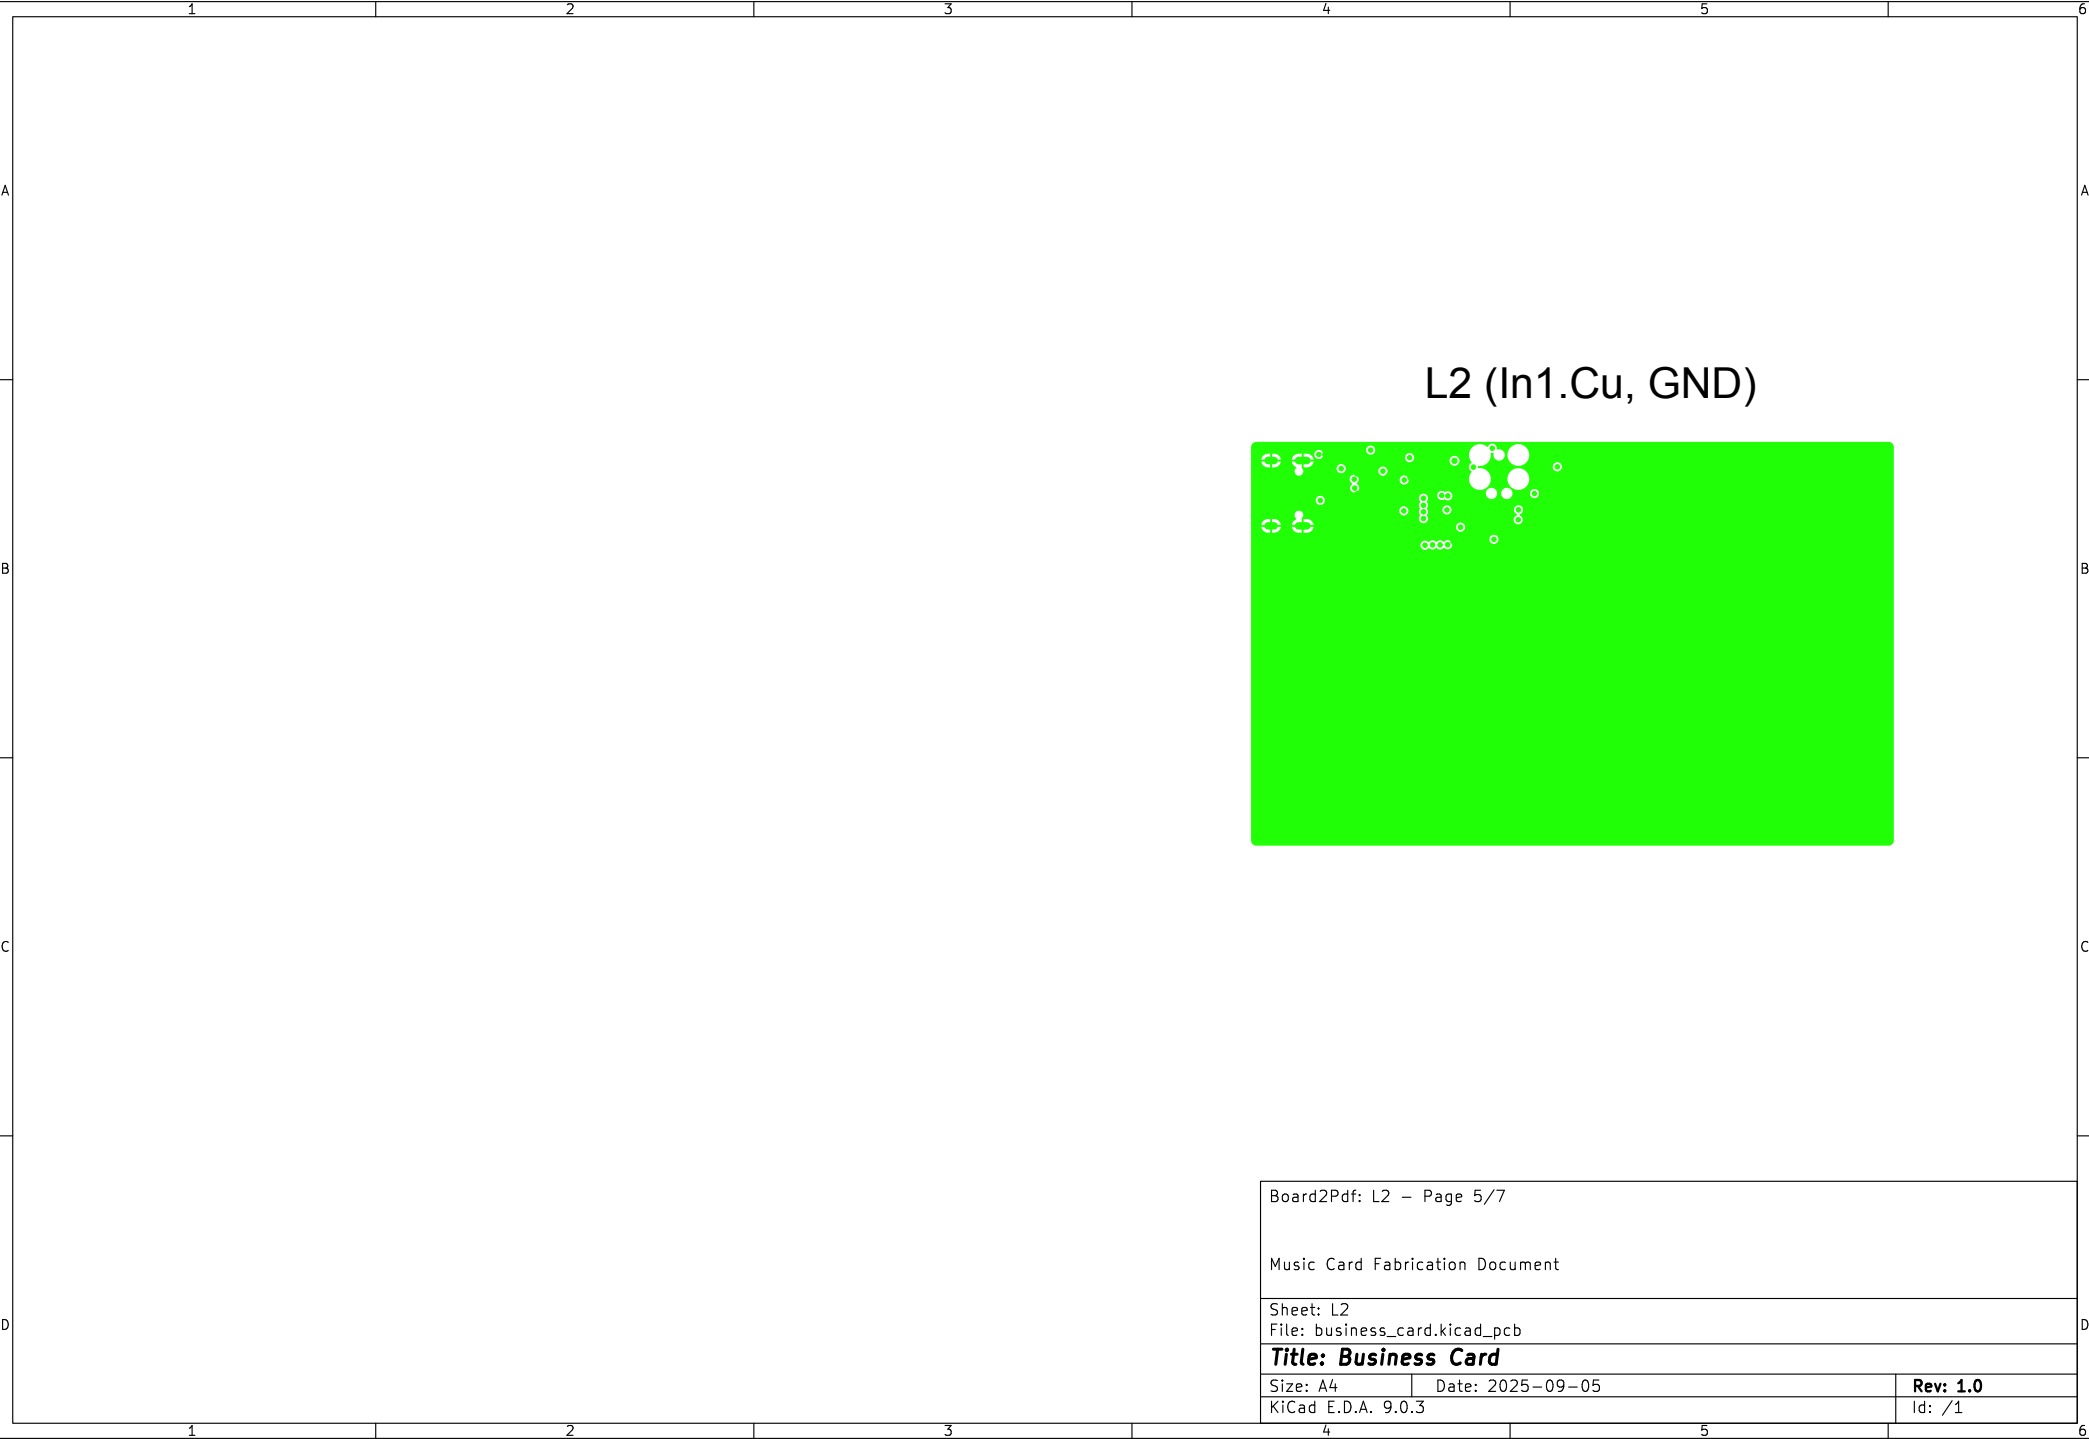 1 2 3 4 5 6
A A
L2 (In1.Cu, GND)
B B
C C
Board2Pdf: L2 - Page 5/7
Music Card Fabrication Document
Sheet: L2
D D
File: business_card.kicad_pcb
Title: Business Card
Size: A4 Date: 2025-09-05 Rev: 1.0
KiCad E.D.A. 9.0.3 Id: /1
1 2 3 4 5 6